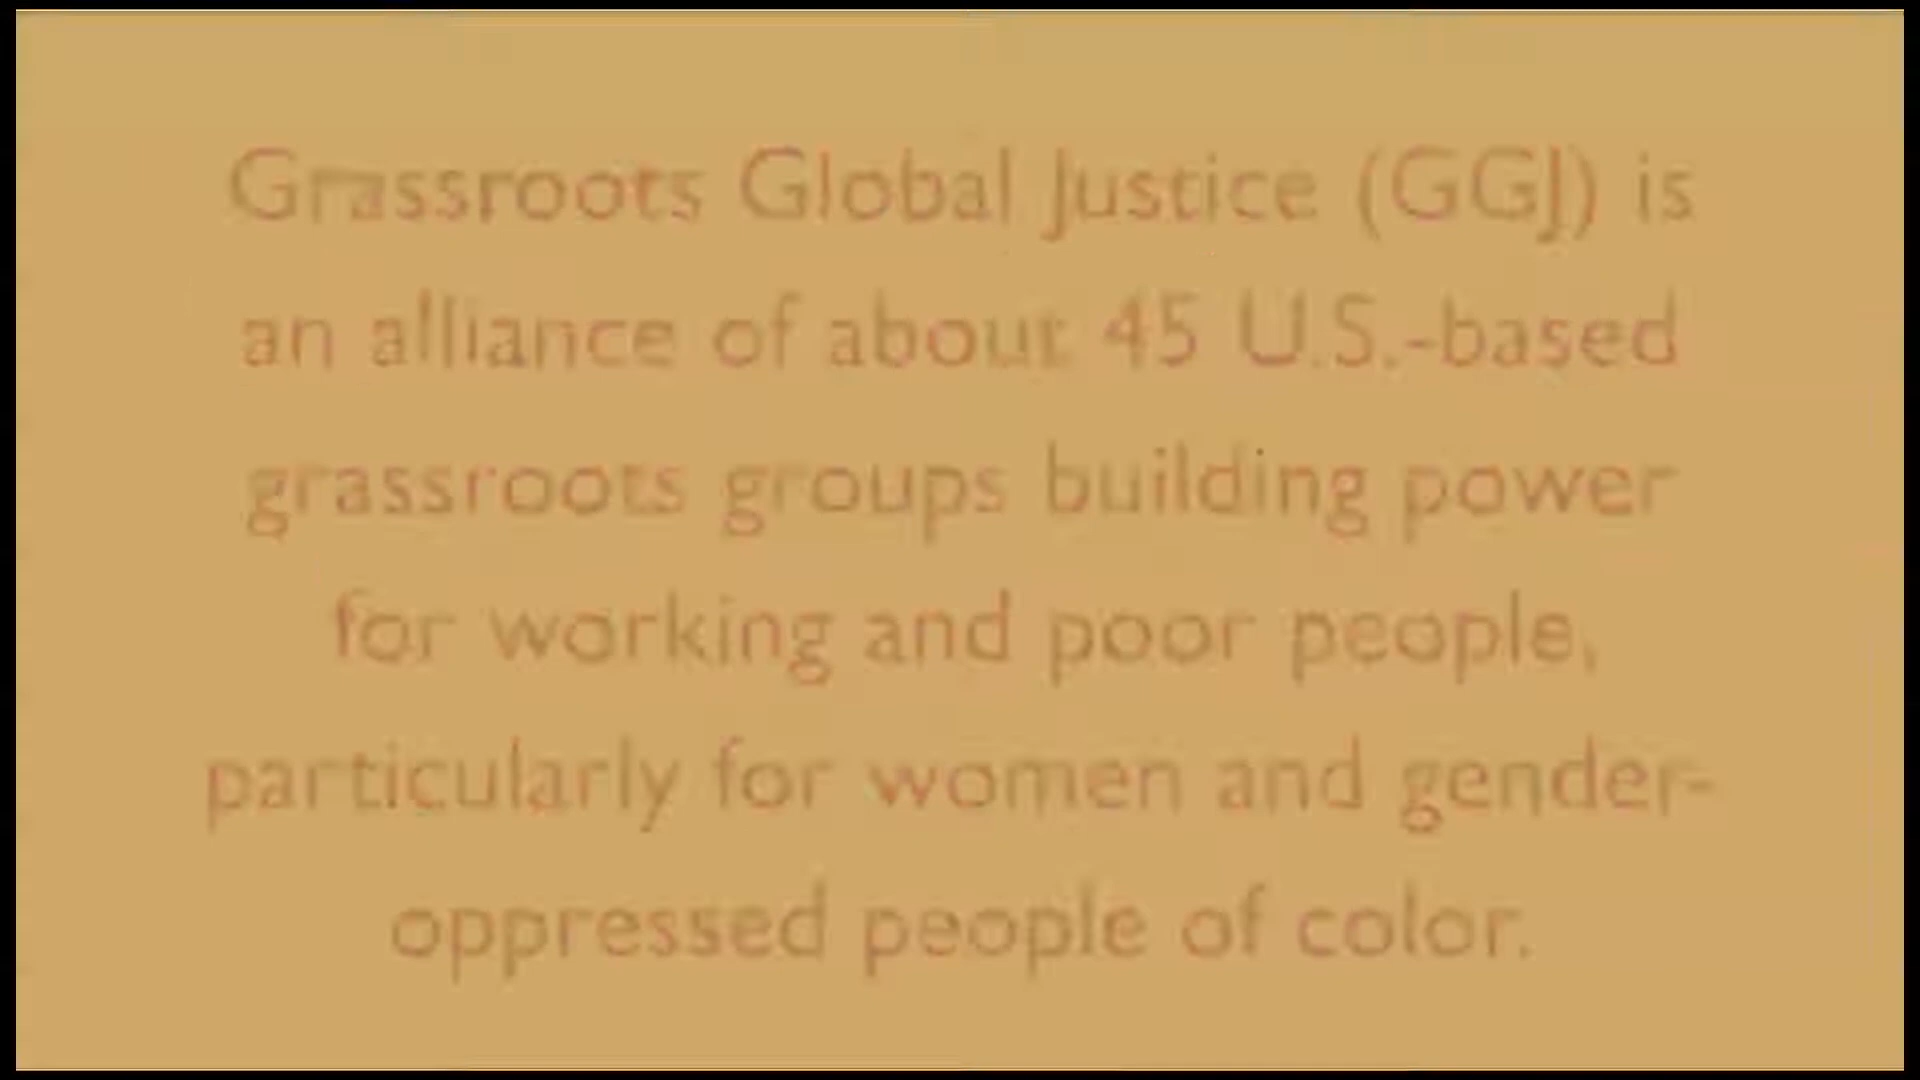 Grassroots Global Justice (GGJ) is
an alliance of about 45 U.S.-based
grassroots groups building power
for working and poor people,
particularly for women and gender-
oppressed people of color.